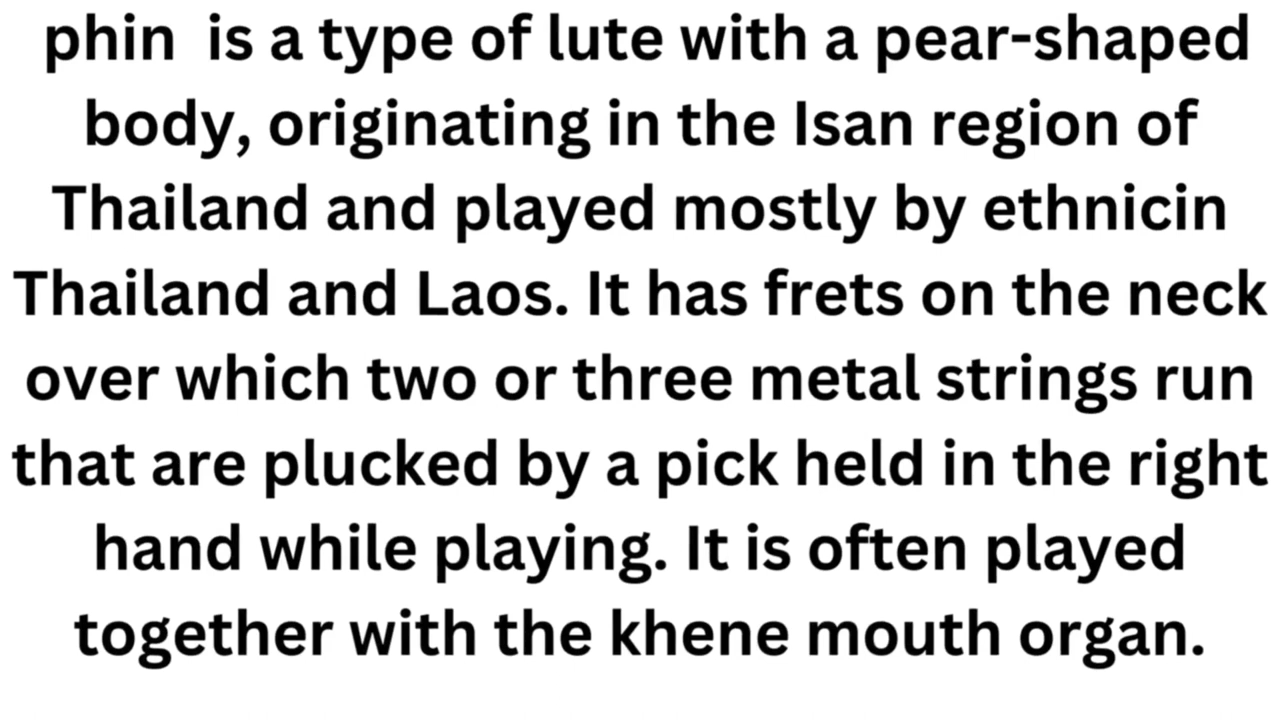 phin  is a type of lute with a pear-shaped
body, originating in the Isan region of
Thailand and played mostly by ethnicin
Thailand and Laos. It has frets on the neck
over which two or three metal strings run
that are plucked by a pick held in the right
hand while playing. It is often played
together with the khene mouth organ.